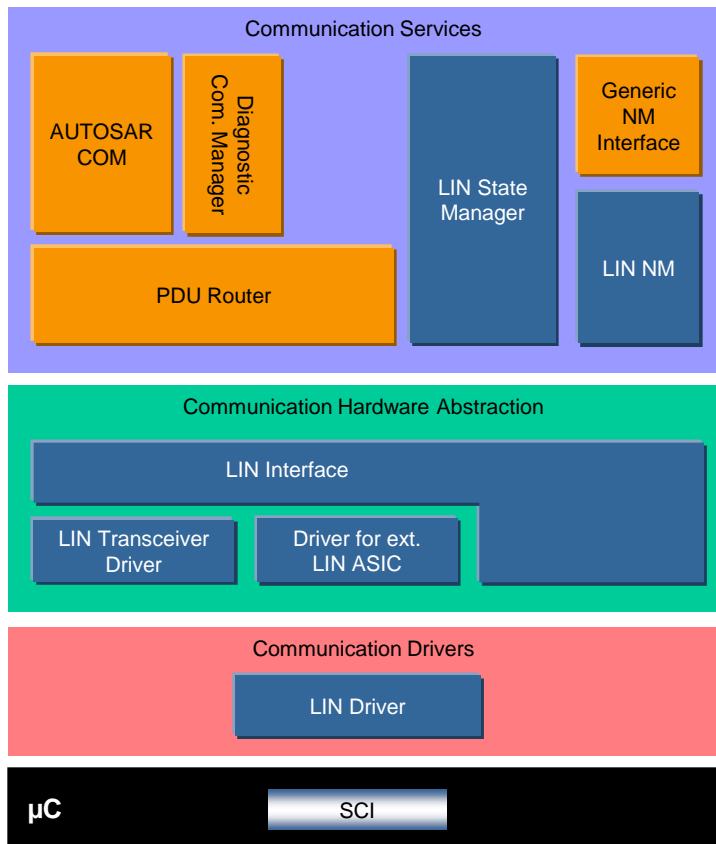 Communication Services
AUTOSAR
COM
Diagnostic
Com. Manager
LIN State
Manager
Generic
NM
Interface
LIN NM
PDU Router
Communication Hardware Abstraction
LIN Interface
LIN Transceiver
Driver
Driver for ext.
LIN ASIC
Communication Drivers
LIN Driver
µC
SCI